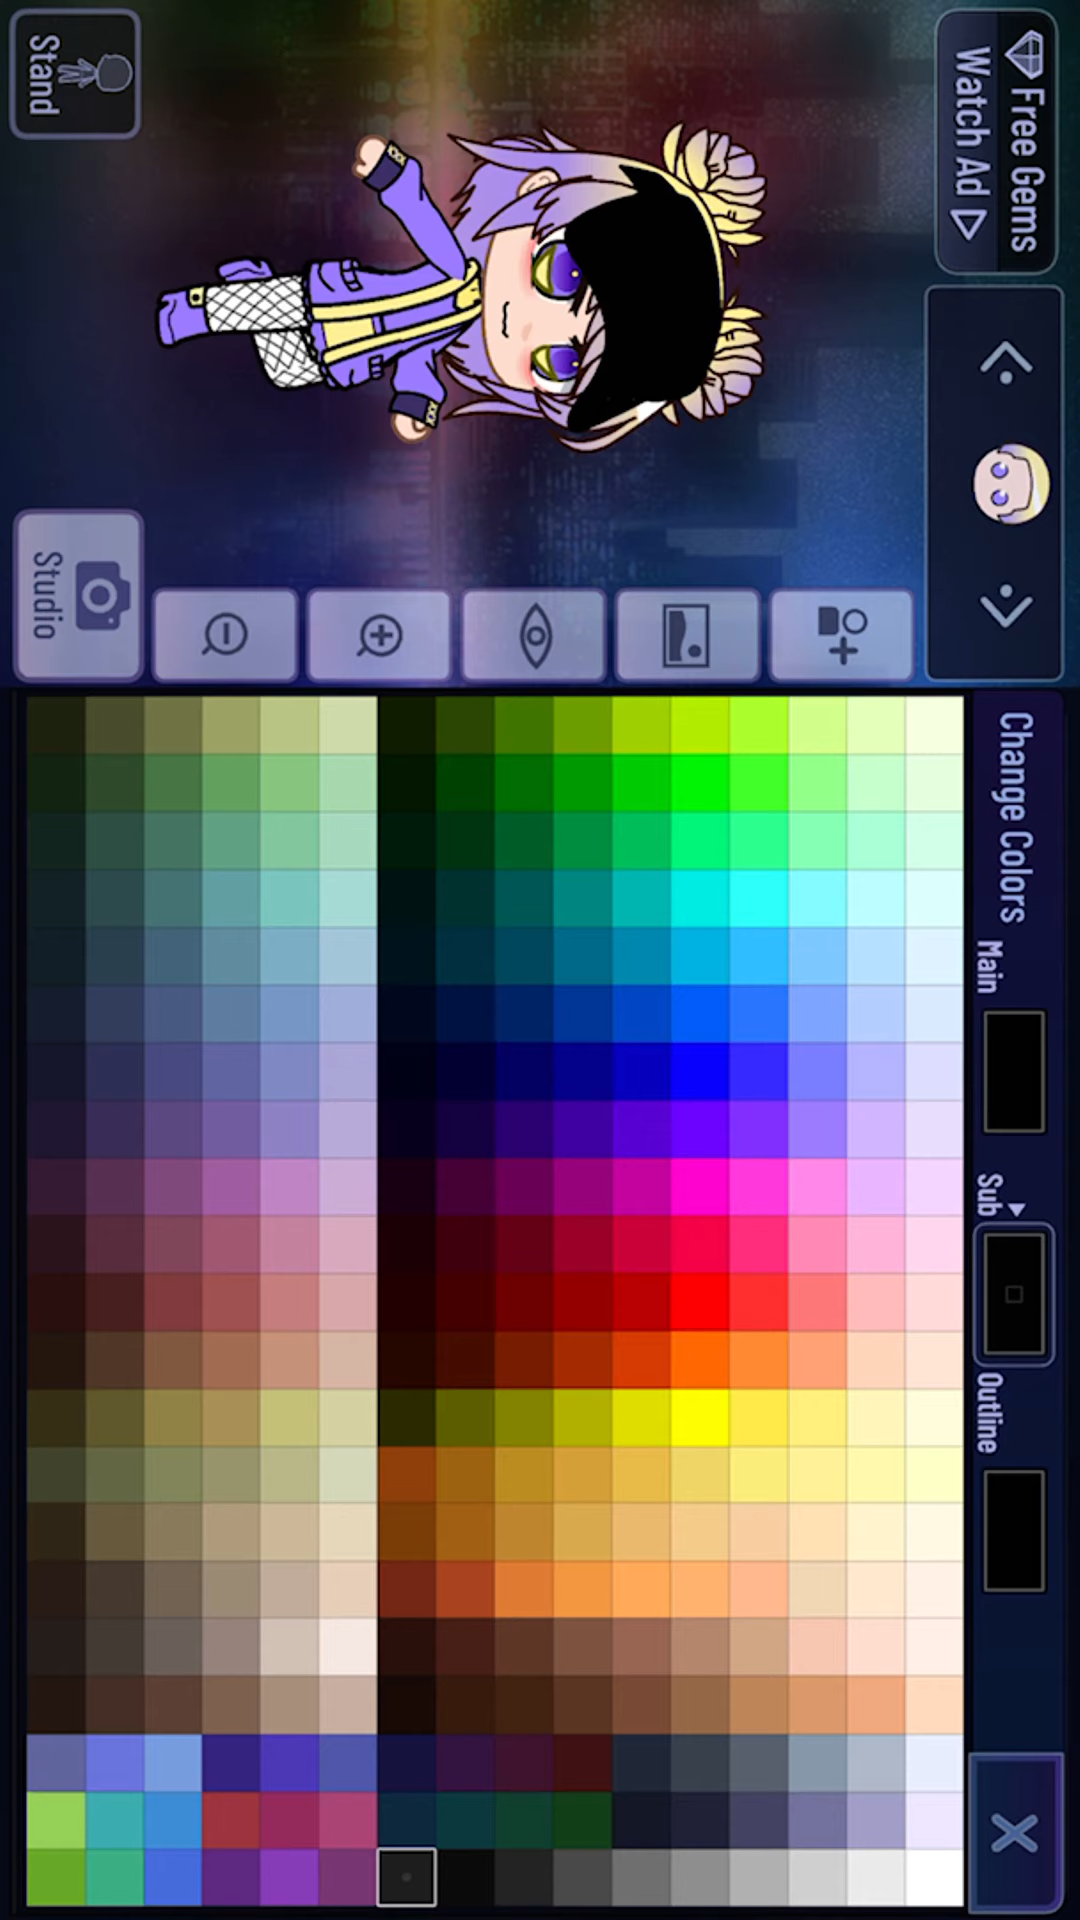 Free Gems
Watch Ad
Stand
Studio
Change Colors
Main
Sub
Outline
X